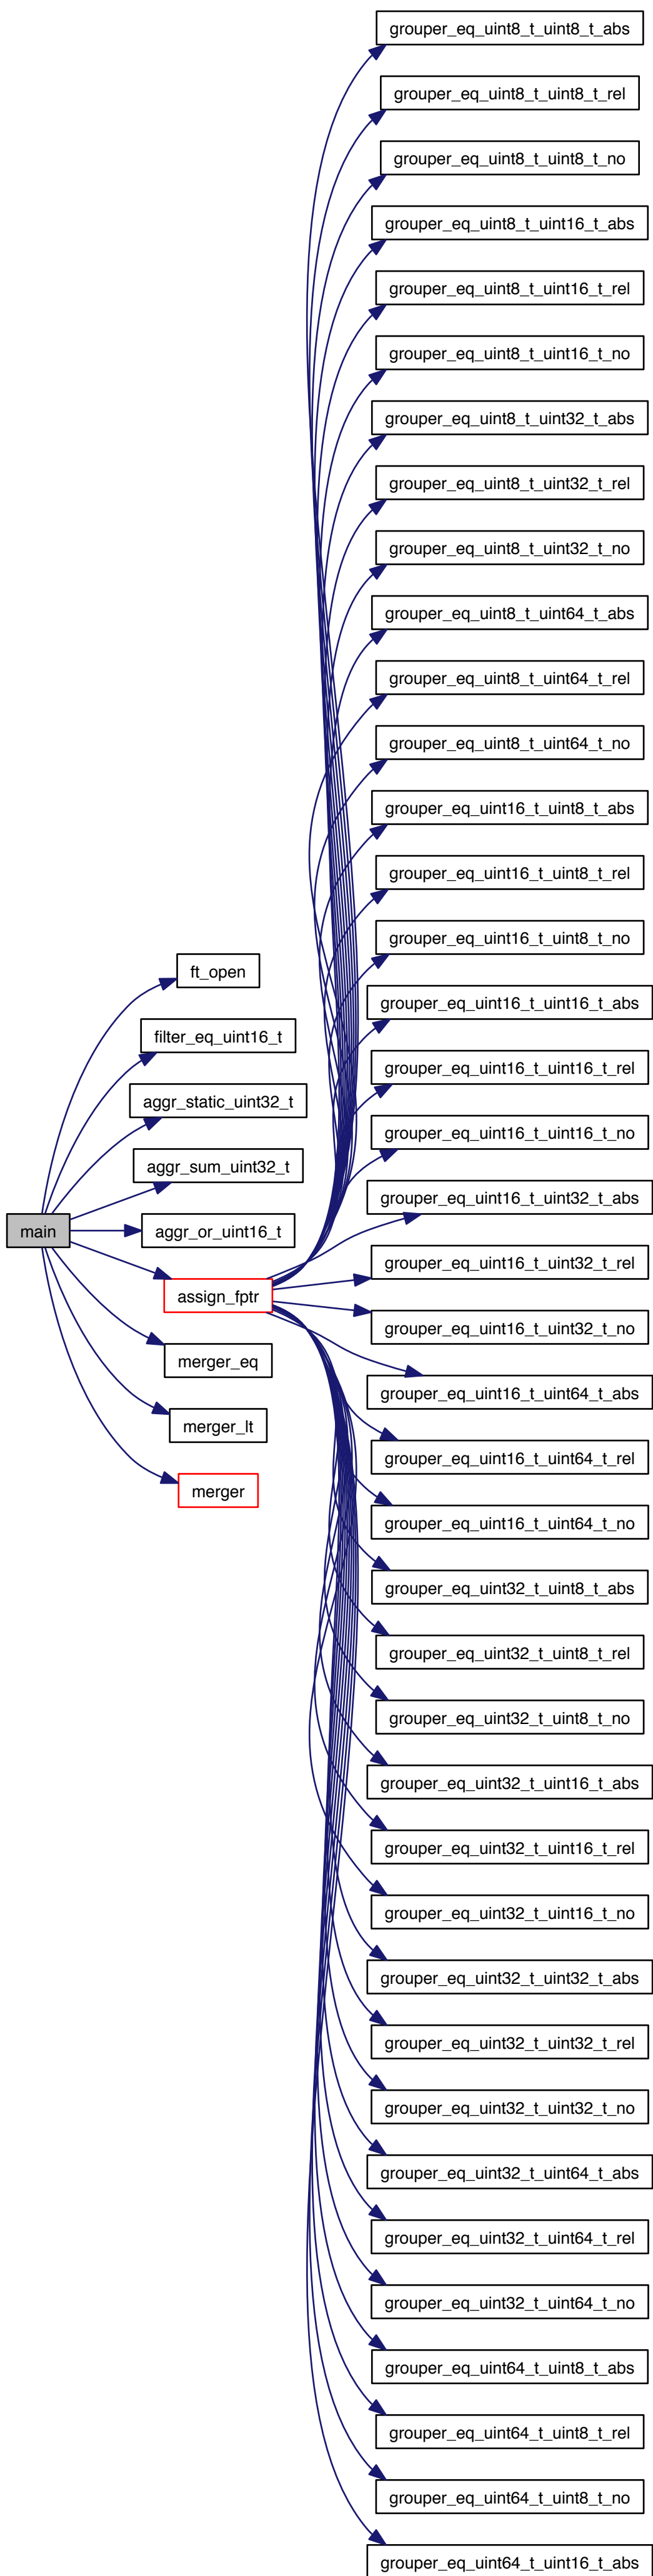 grouper_eq_uint8_t_uint8_t_abs
grouper_eq_uint8_t_uint8_t_rel
grouper_eq_uint8_t_uint8_t_no
grouper_eq_uint8_t_uint16_t_abs
grouper_eq_uint8_t_uint16_t_rel
grouper_eq_uint8_t_uint16_t_no
grouper_eq_uint8_t_uint32_t_abs
grouper_eq_uint8_t_uint32_t_rel
grouper_eq_uint8_t_uint32_t_no
grouper_eq_uint8_t_uint64_t_abs
grouper_eq_uint8_t_uint64_t_rel
grouper_eq_uint8_t_uint64_t_no
grouper_eq_uint16_t_uint8_t_abs
grouper_eq_uint16_t_uint8_t_rel
grouper_eq_uint16_t_uint8_t_no
ft_open
grouper_eq_uint16_t_uint16_t_abs
filter_eq_uint16_t
grouper_eq_uint16_t_uint16_t_rel
aggr_static_uint32_t
grouper_eq_uint16_t_uint16_t_no
aggr_sum_uint32_t
grouper_eq_uint16_t_uint32_t_abs
main
aggr_or_uint16_t
grouper_eq_uint16_t_uint32_t_rel
assign_fptr
grouper_eq_uint16_t_uint32_t_no
merger_eq
grouper_eq_uint16_t_uint64_t_abs
merger_lt
grouper_eq_uint16_t_uint64_t_rel
merger
grouper_eq_uint16_t_uint64_t_no
grouper_eq_uint32_t_uint8_t_abs
grouper_eq_uint32_t_uint8_t_rel
grouper_eq_uint32_t_uint8_t_no
grouper_eq_uint32_t_uint16_t_abs
grouper_eq_uint32_t_uint16_t_rel
grouper_eq_uint32_t_uint16_t_no
grouper_eq_uint32_t_uint32_t_abs
grouper_eq_uint32_t_uint32_t_rel
grouper_eq_uint32_t_uint32_t_no
grouper_eq_uint32_t_uint64_t_abs
grouper_eq_uint32_t_uint64_t_rel
grouper_eq_uint32_t_uint64_t_no
grouper_eq_uint64_t_uint8_t_abs
grouper_eq_uint64_t_uint8_t_rel
grouper_eq_uint64_t_uint8_t_no
grouper_eq_uint64_t_uint16_t_abs